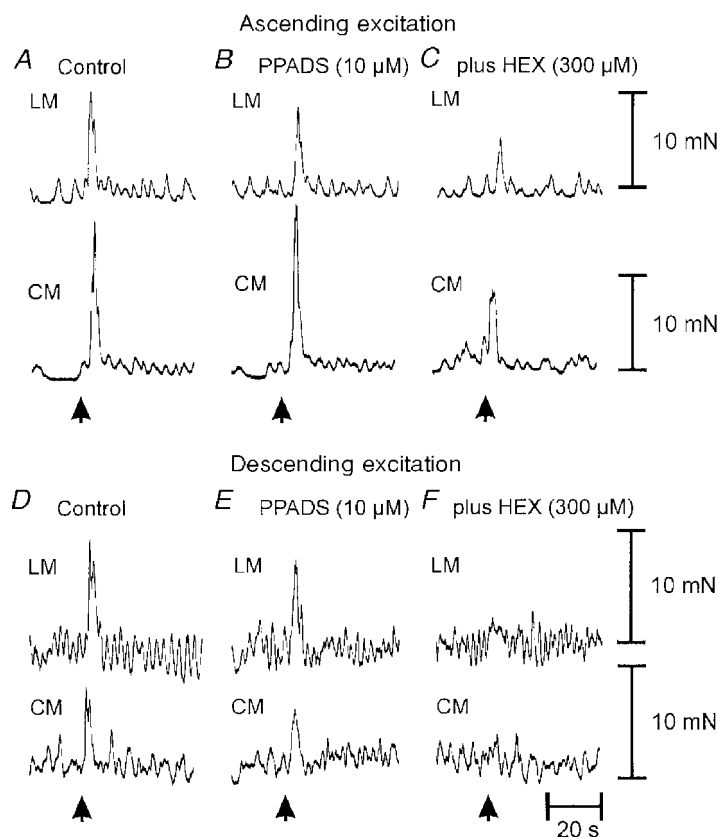 Ascending excitation
A Control B PPADS (10 µM) C plus HEX (300 µM)
LM LM LM
10 mN
CM CM CM
10 mN
Descending excitation
D Control E PPADS (10 µM) F plus HEX (300 µM)
LM LM LM
10 mN
CM CM CM
10 mN
20 s